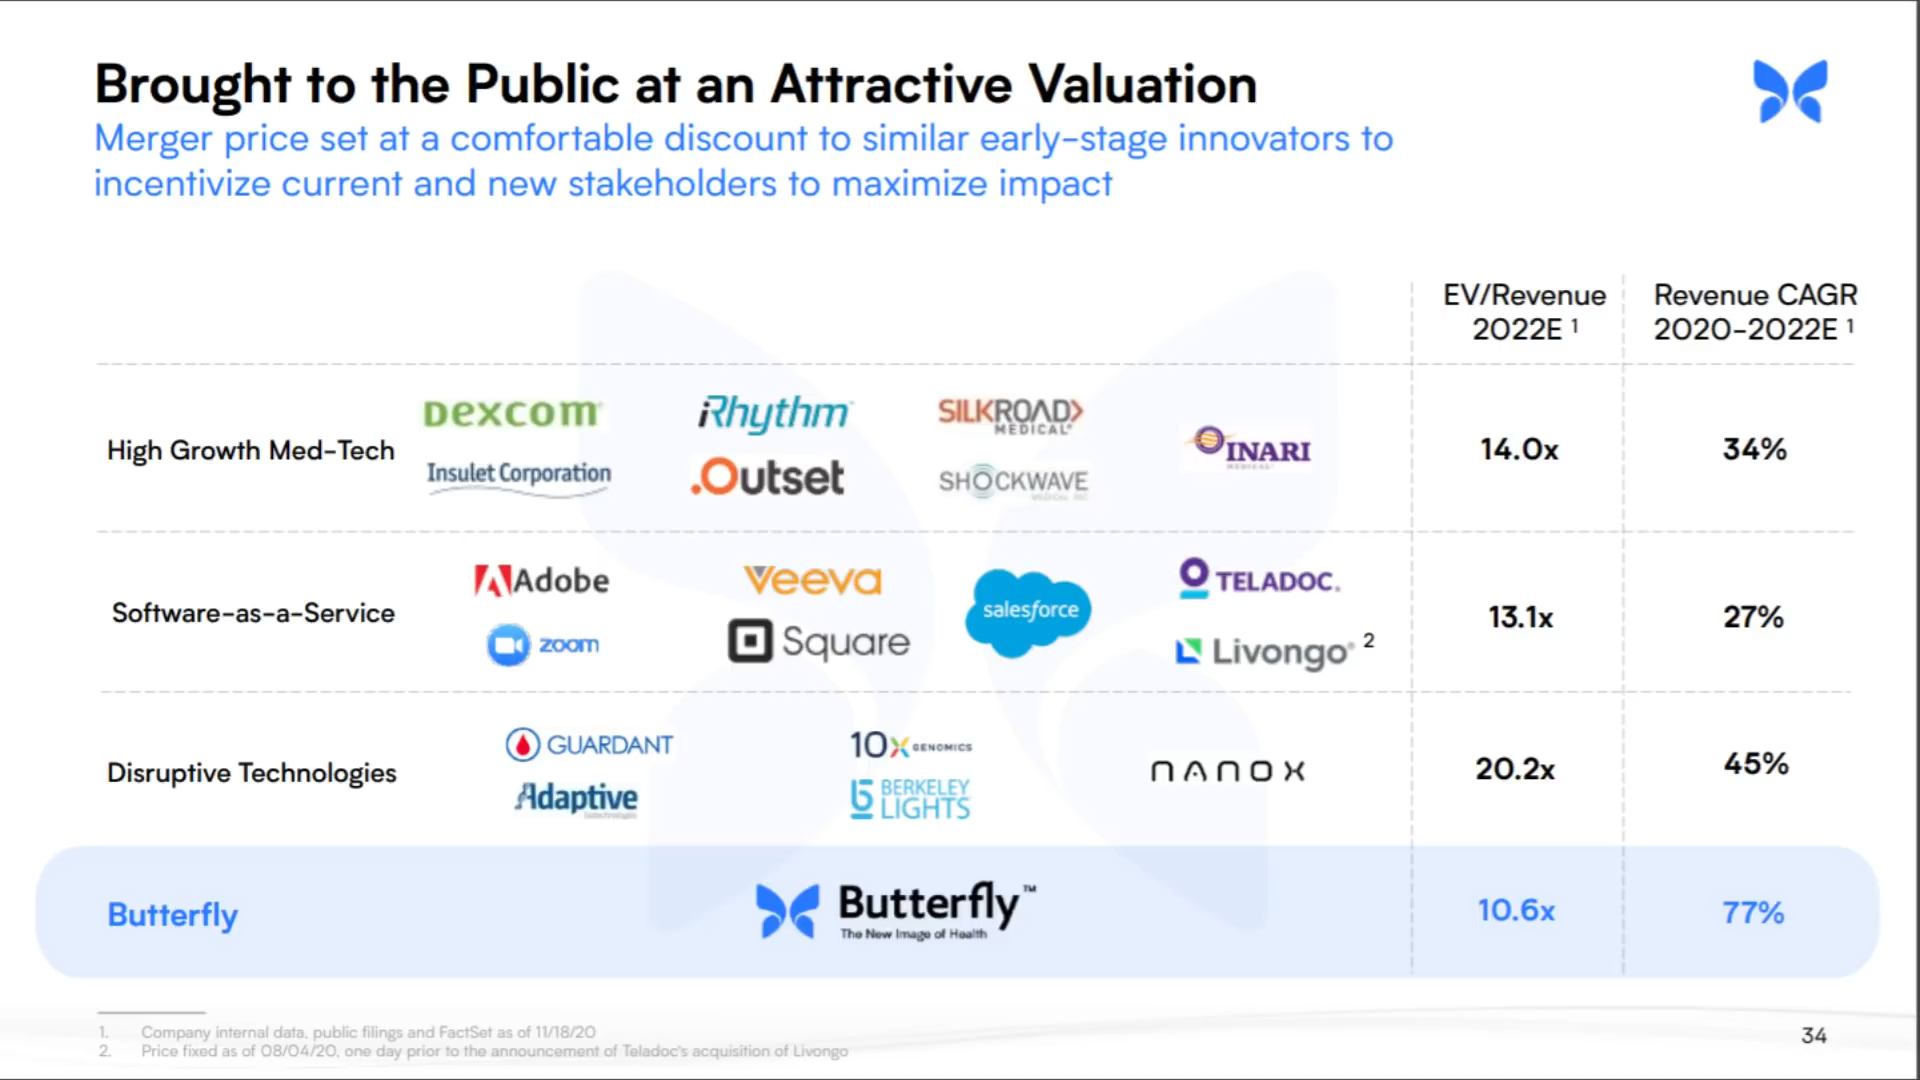 Brought to the Public at an Attractive Valuation
Merger price set at a comfortable discount to similar early-stage innovators to
incentivize current and new stakeholders to maximize impact
EV/Revenue
2022E ¹
Revenue CAGR
2020-2022E ¹
High Growth Med-Tech
Dexcom
iRhythm
SILKROAD
MEDICAL
INARI
MEDICAL
Insulet Corporation
.Outset
SHOCKWAVE
MEDICAL INC
14.0x
34%
Software-as-a-Service
Adobe
Veeva
salesforce
TELADOC.
zoom
Square
Livongo ²
13.1x
27%
Disruptive Technologies
GUARDANT
10X GENOMICS
NANOX
Adaptive
biotechnologies
BERKELEY
LIGHTS
20.2x
45%
Butterfly
Butterfly™
The New Image of Health
10.6x
77%
1. Company internal data, public filings and FactSet as of 11/18/20
2. Price fixed as of 08/04/20, one day prior to the announcement of Teladoc's acquisition of Livongo
34